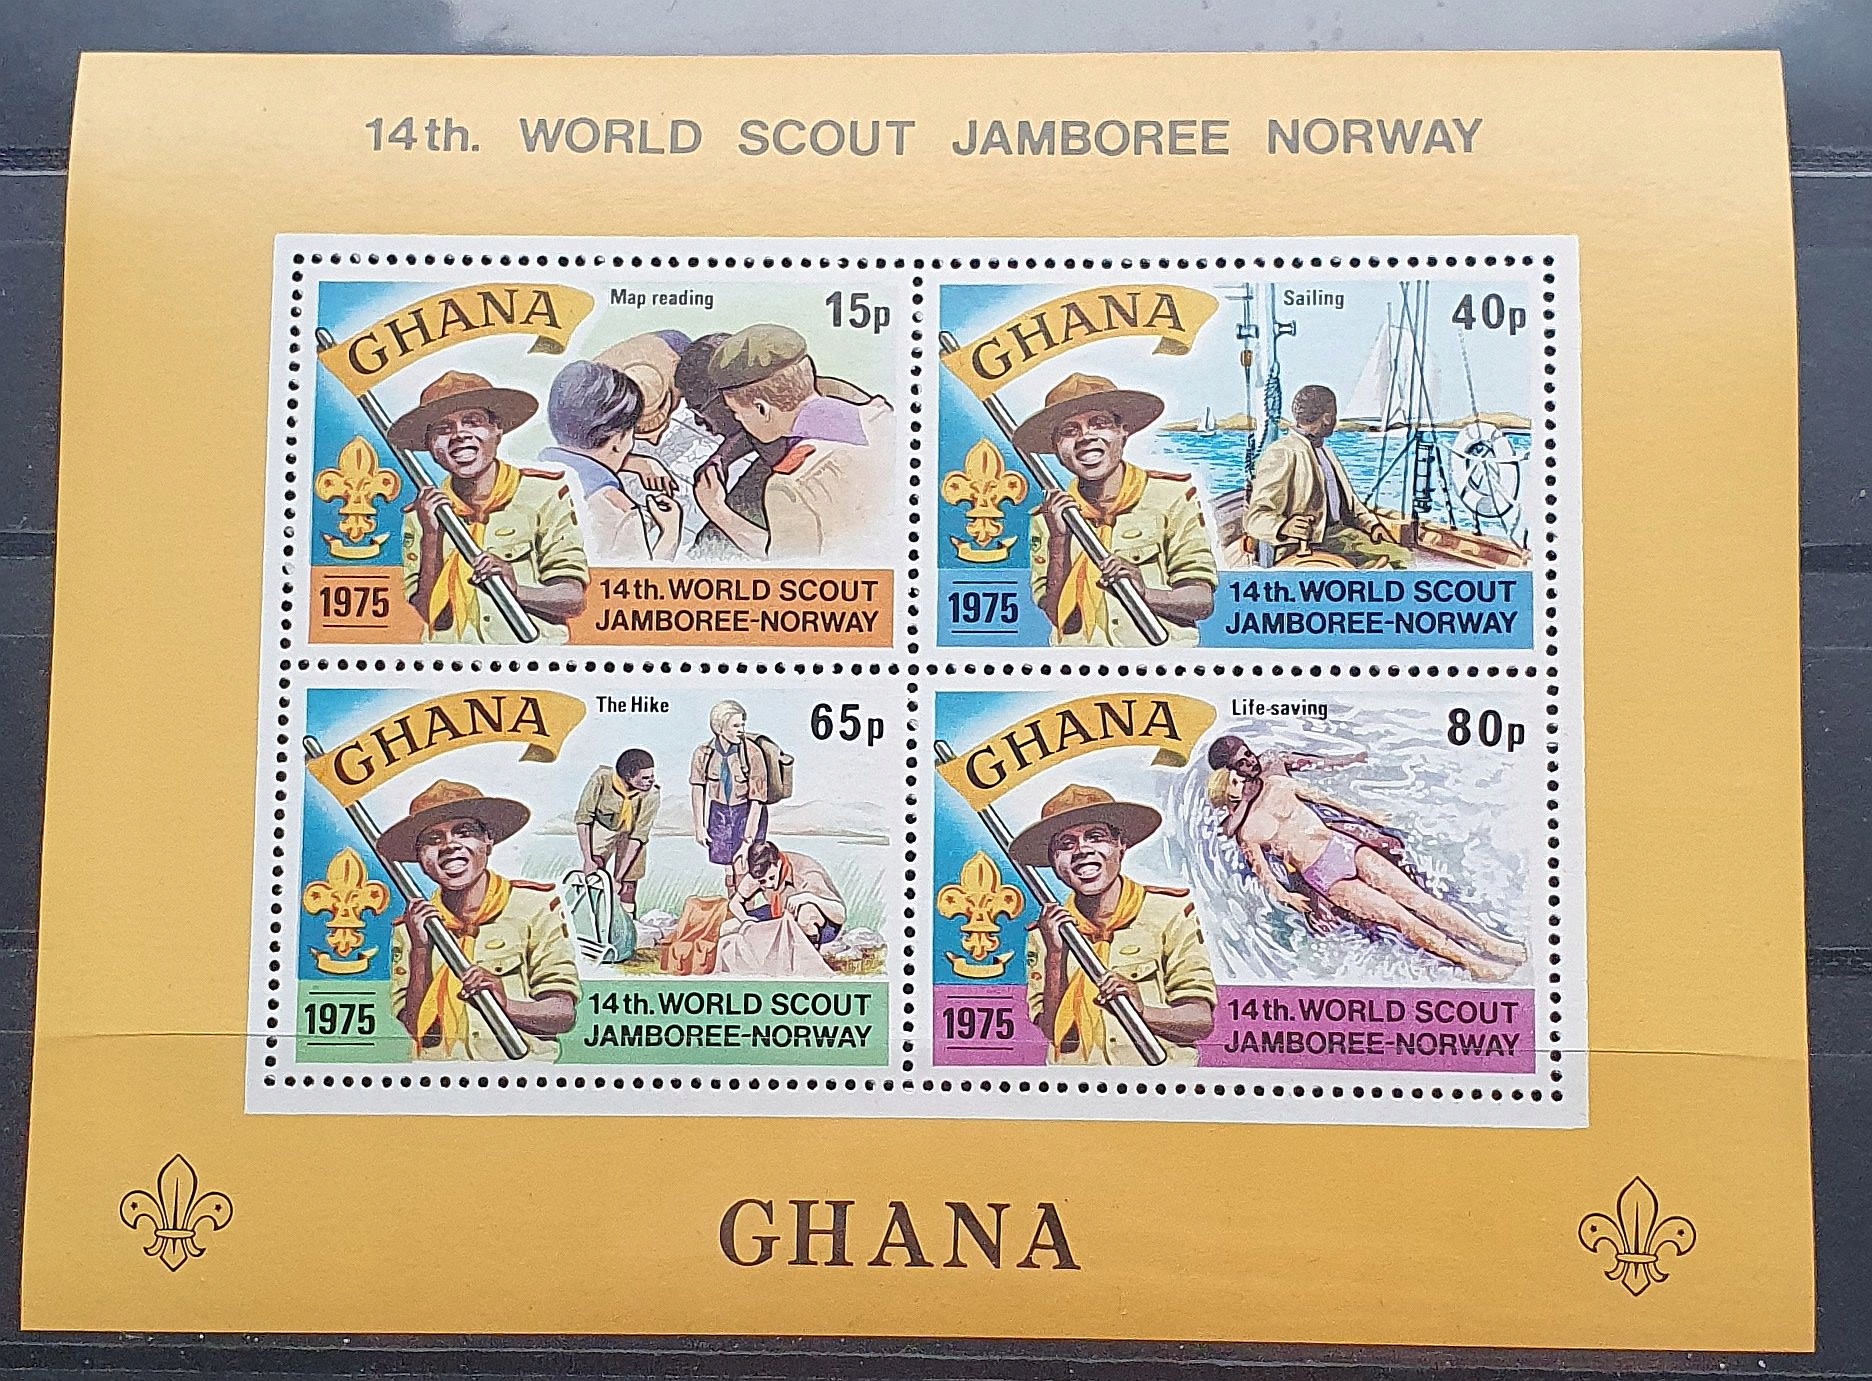 14th. WORLD SCOUT JAMBOREE NORWAY
GHANA
Map reading
15p
1975
14th. WORLD SCOUT
JAMBOREE-NORWAY
GHANA
Sailing
40p
1975
14th. WORLD SCOUT
JAMBOREE-NORWAY
GHANA
The Hike
65p
1975
14th. WORLD SCOUT
JAMBOREE-NORWAY
GHANA
Life-saving
80p
1975
14th. WORLD SCOUT
JAMBOREE-NORWAY
GHANA